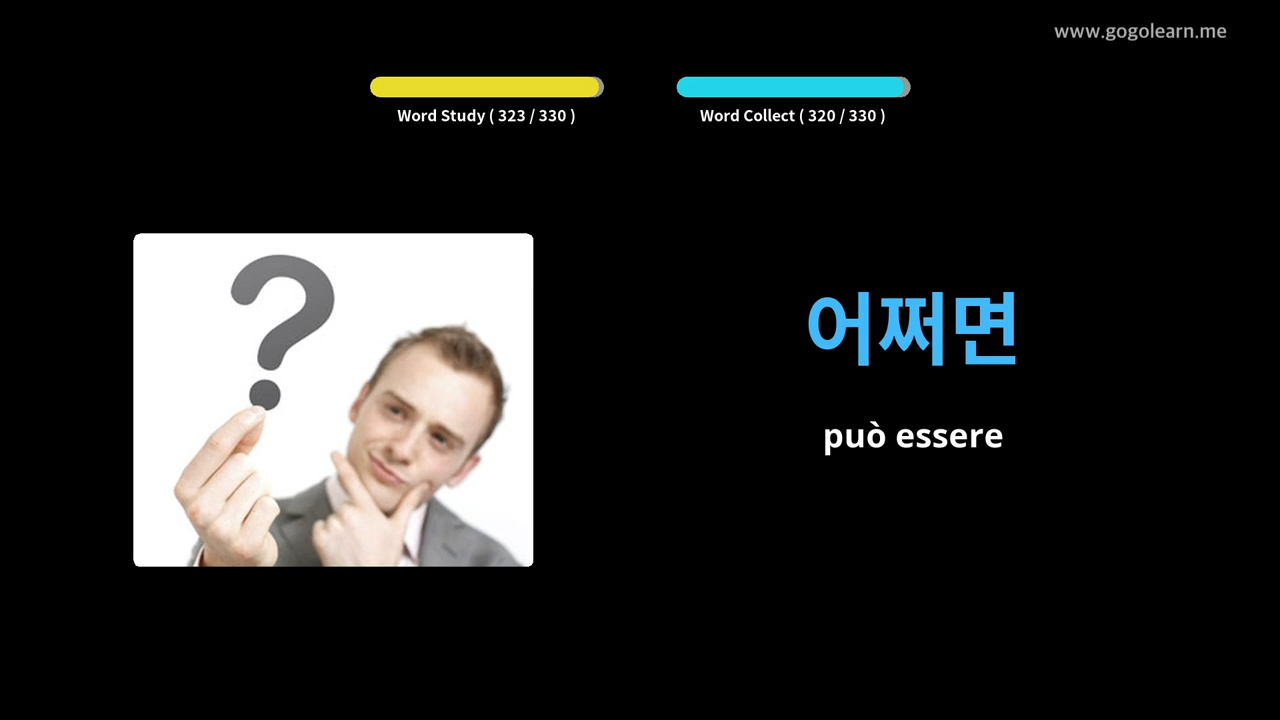 www.gogolearn.me
Word Study ( 323 / 330 )
Word Collect ( 320 / 330 )
?
어쩌면
può essere